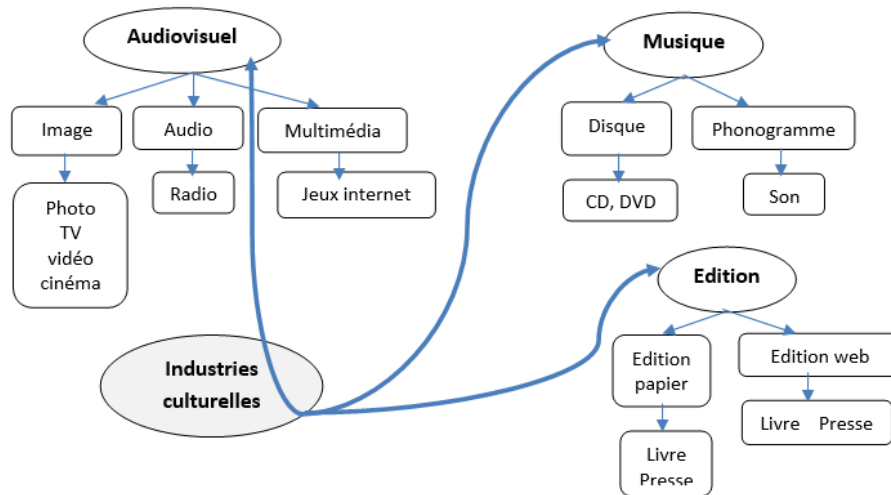 Audiovisuel
Image
Audio
Multimédia
Photo
TV
vidéo
cinéma
Radio
Jeux internet
Musique
Disque
Phonogramme
CD, DVD
Son
Industries
culturelles
Edition
Edition
papier
Edition web
Livre
Presse
Livre Presse